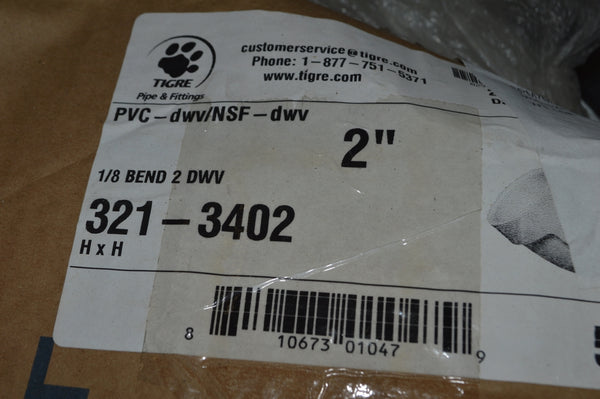 TIGRE
Pipe & Fittings
customerservice@tigre.com
Phone: 1-877-751-5371
www.tigre.com
PVC-dwv/NSF-dwv
2"
1/8 BEND 2 DWV
321-3402
H x H
8 10673 01047 9